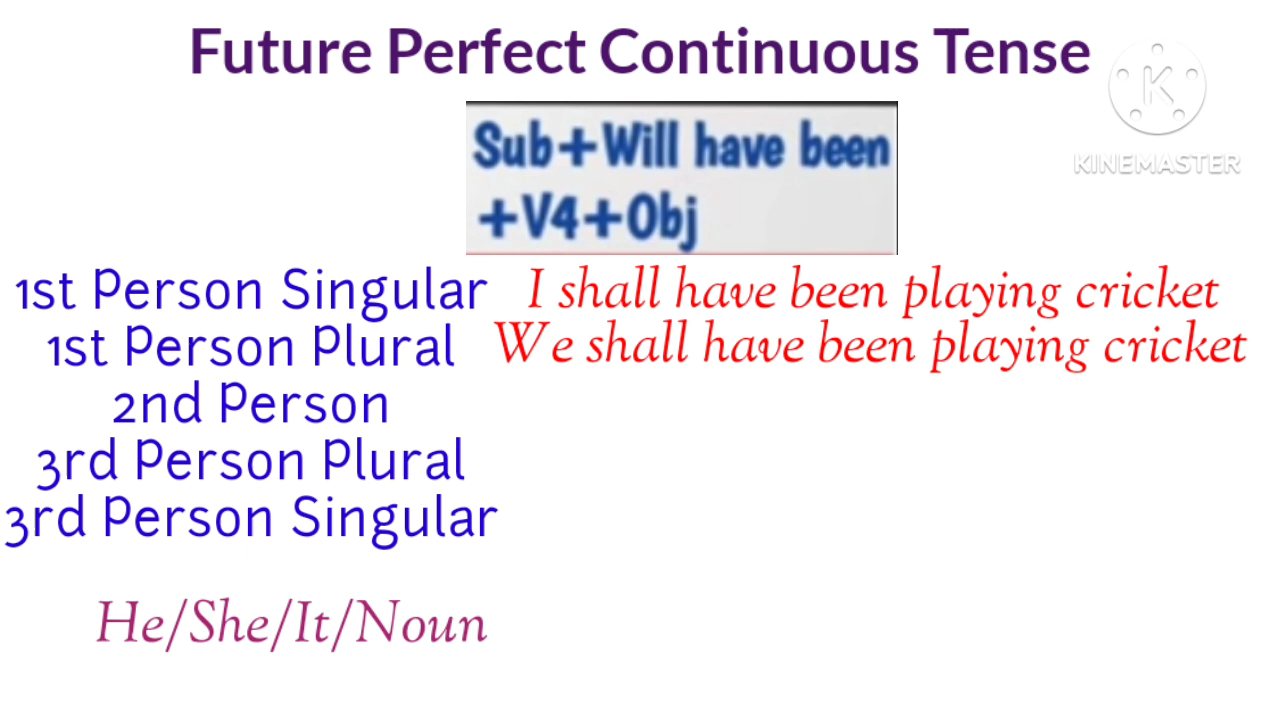 Future Perfect Continuous Tense
K
KINEMASTER
Sub+Will have been
+V4+Obj
1st Person Singular I shall have been playing cricket
1st Person Plural We shall have been playing cricket
2nd Person
3rd Person Plural
3rd Person Singular
He/She/It/Noun